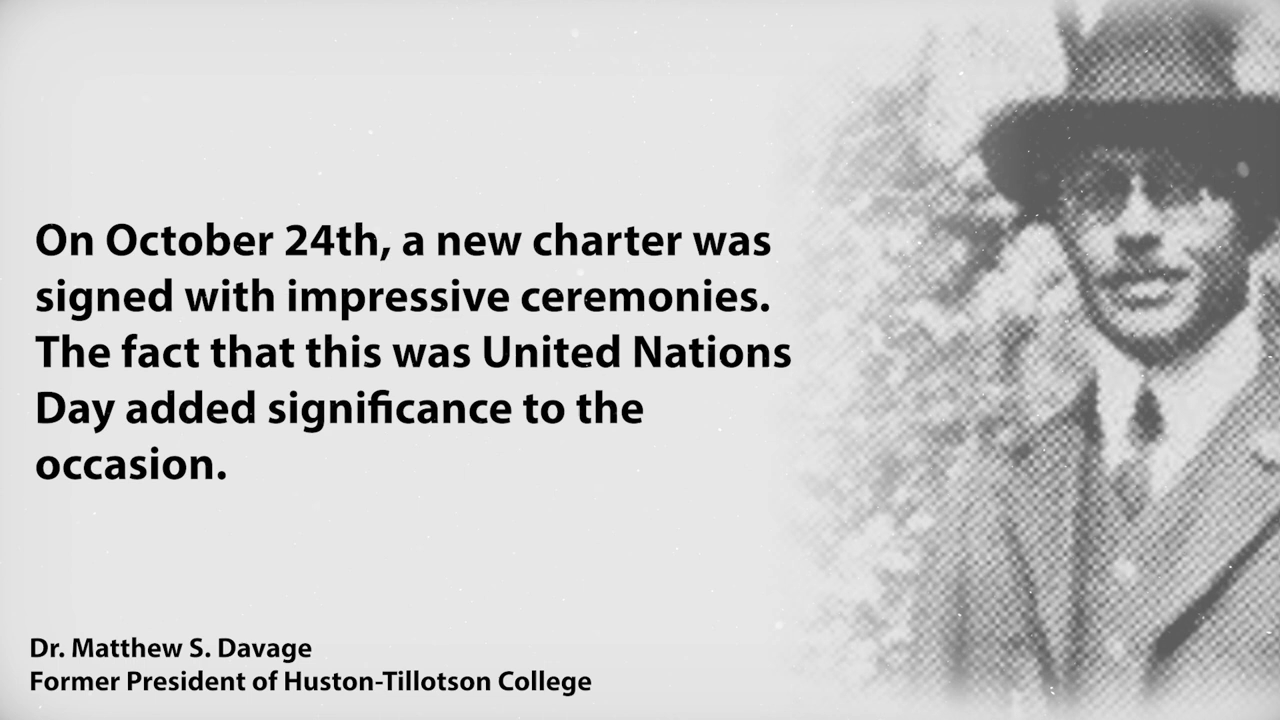 On October 24th, a new charter was
signed with impressive ceremonies.
The fact that this was United Nations
Day added significance to the
occasion.
Dr. Matthew S. Davage
Former President of Huston-Tillotson College